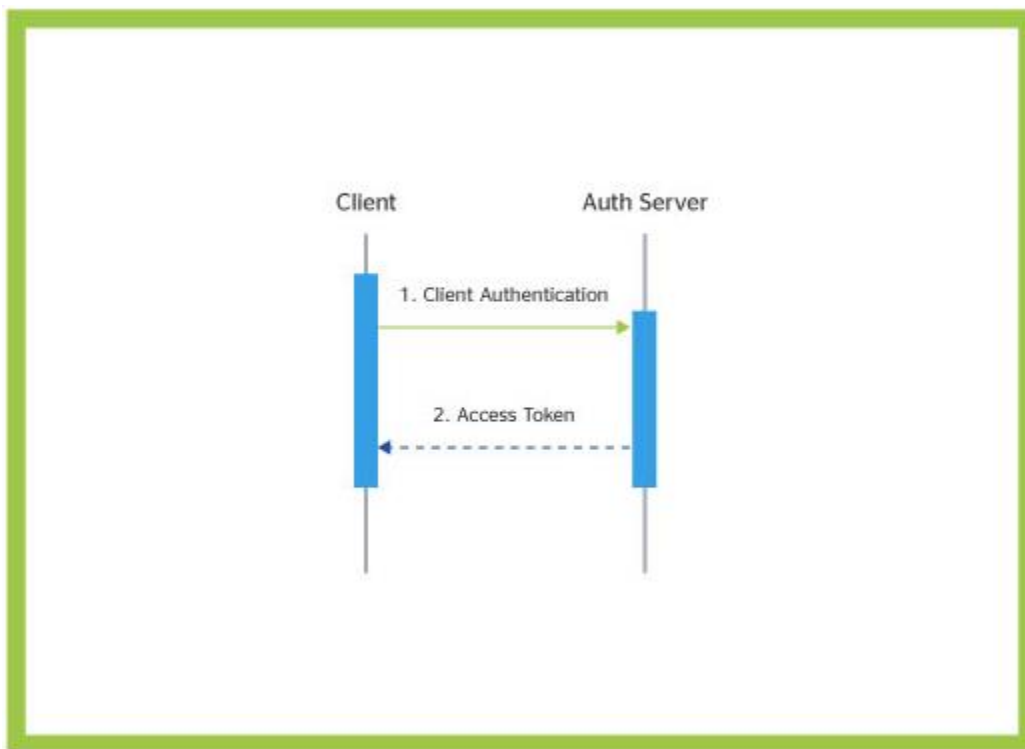 Client
Auth Server
1. Client Authentication
2. Access Token